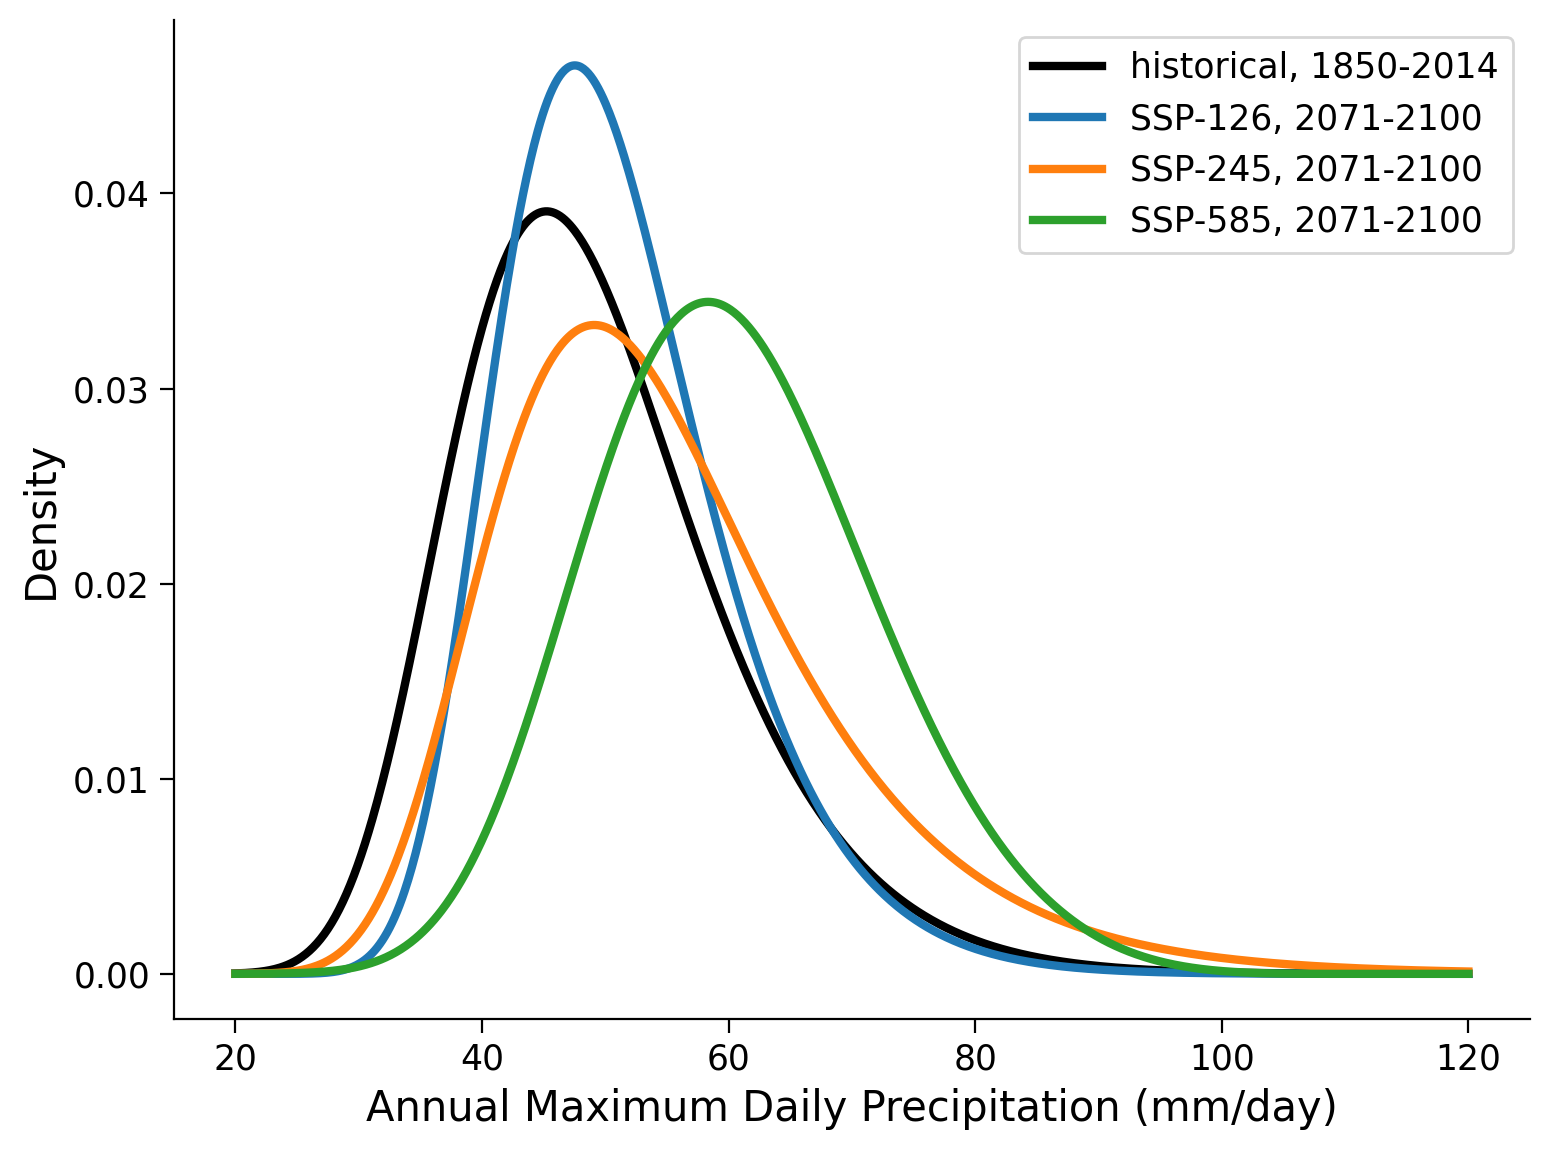 historical, 1850-2014
SSP-126, 2071-2100
SSP-245, 2071-2100
SSP-585, 2071-2100
Density
0.04
0.03
0.02
0.01
0.00
20 40 60 80 100 120
Annual Maximum Daily Precipitation (mm/day)